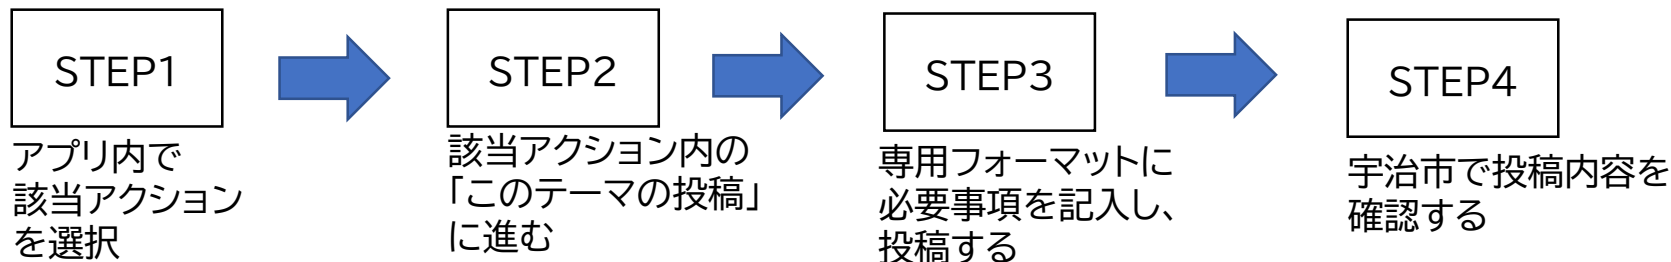 STEP1
アプリ内で
該当アクション
を選択
STEP2
該当アクション内の
「このテーマの投稿」
に進む
STEP3
専用フォーマットに
必要事項を記入し、
投稿する
STEP4
宇治市で投稿内容を
確認する